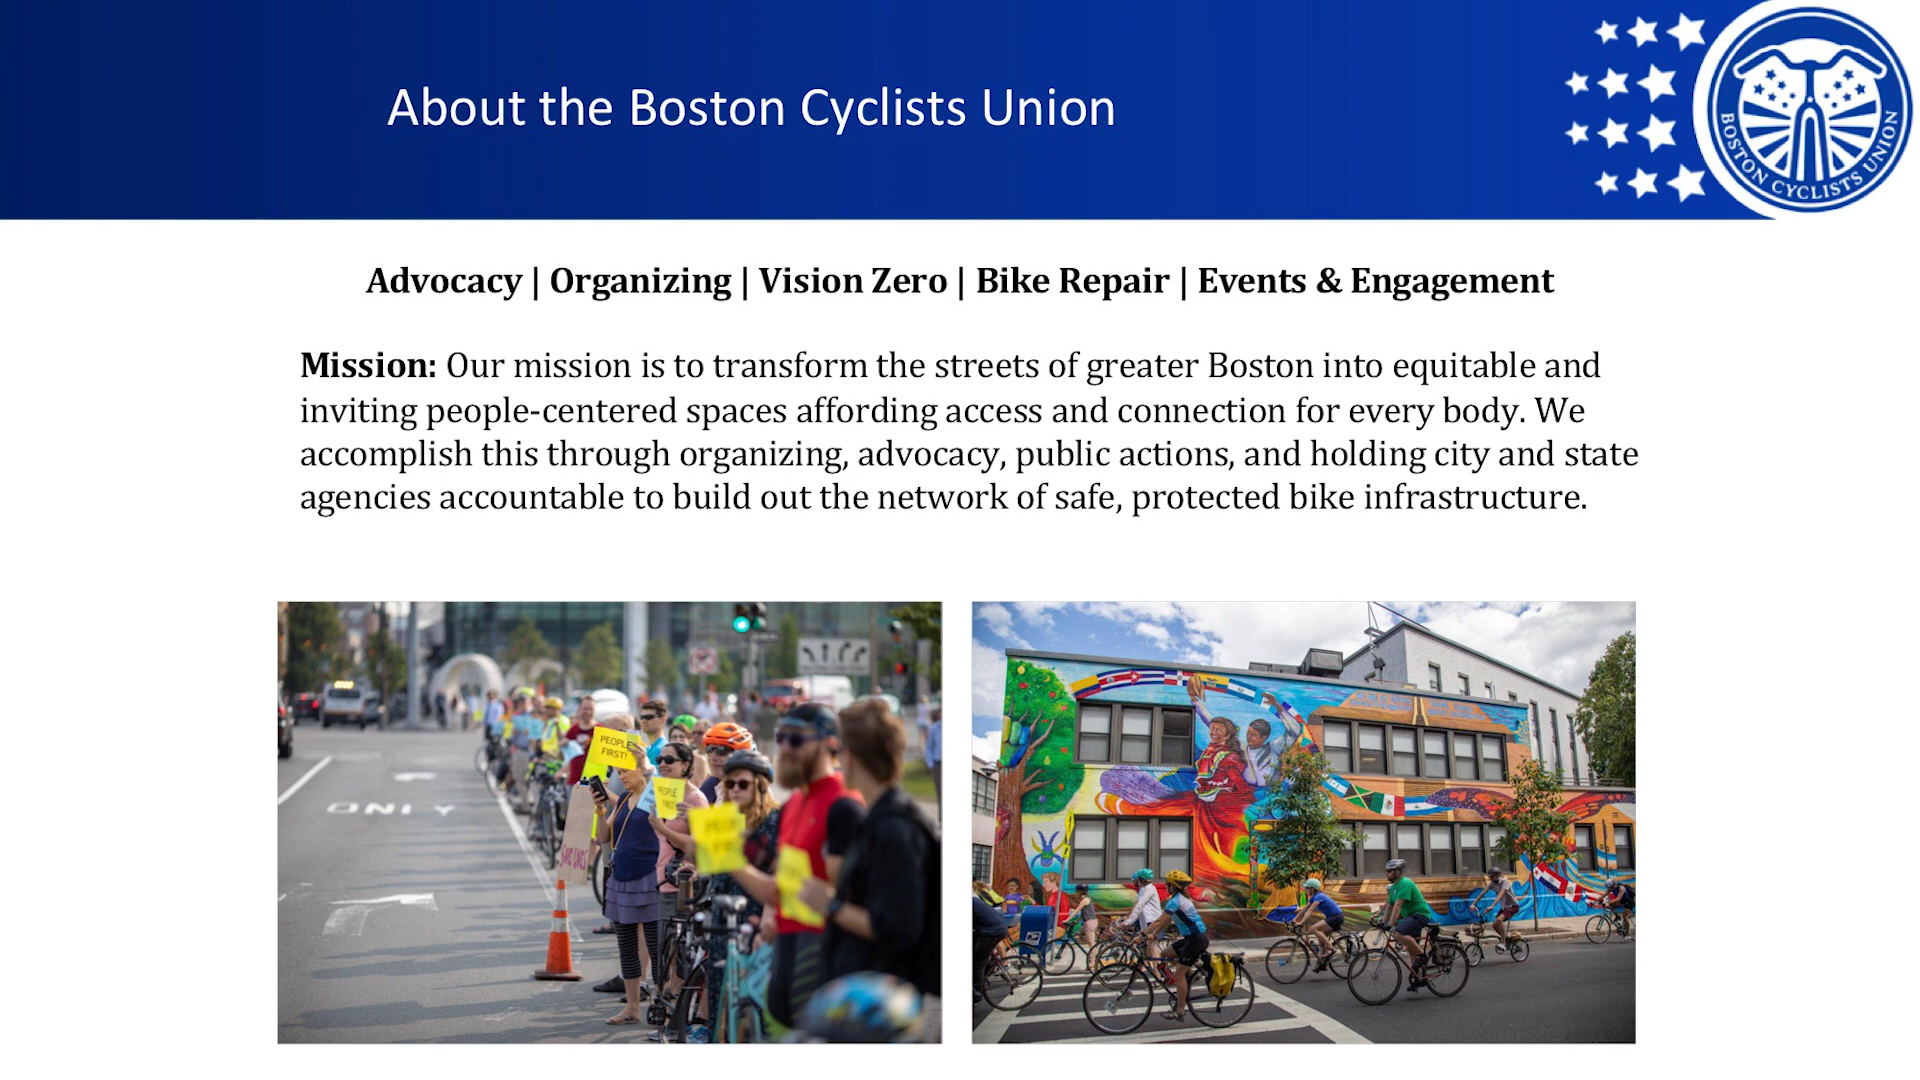 About the Boston Cyclists Union
BOSTON CYCLISTS UNION
Advocacy | Organizing | Vision Zero | Bike Repair | Events & Engagement
Mission: Our mission is to transform the streets of greater Boston into equitable and
inviting people-centered spaces affording access and connection for every body. We
accomplish this through organizing, advocacy, public actions, and holding city and state
agencies accountable to build out the network of safe, protected bike infrastructure.
PEOPLE
FIRST!
PEOPLE
ONLY